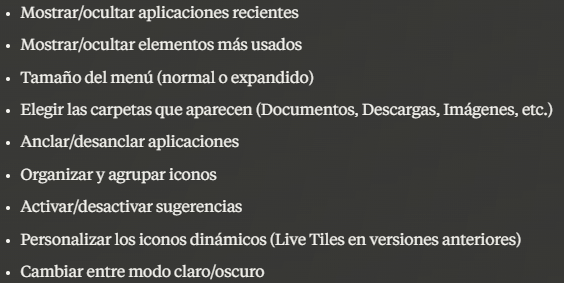 • Mostrar/ocultar aplicaciones recientes
• Mostrar/ocultar elementos más usados
• Tamaño del menú (normal o expandido)
• Elegir las carpetas que aparecen (Documentos, Descargas, Imágenes, etc.)
• Anclar/desanclar aplicaciones
• Organizar y agrupar iconos
• Activar/desactivar sugerencias
• Personalizar los iconos dinámicos (Live Tiles en versiones anteriores)
• Cambiar entre modo claro/oscuro